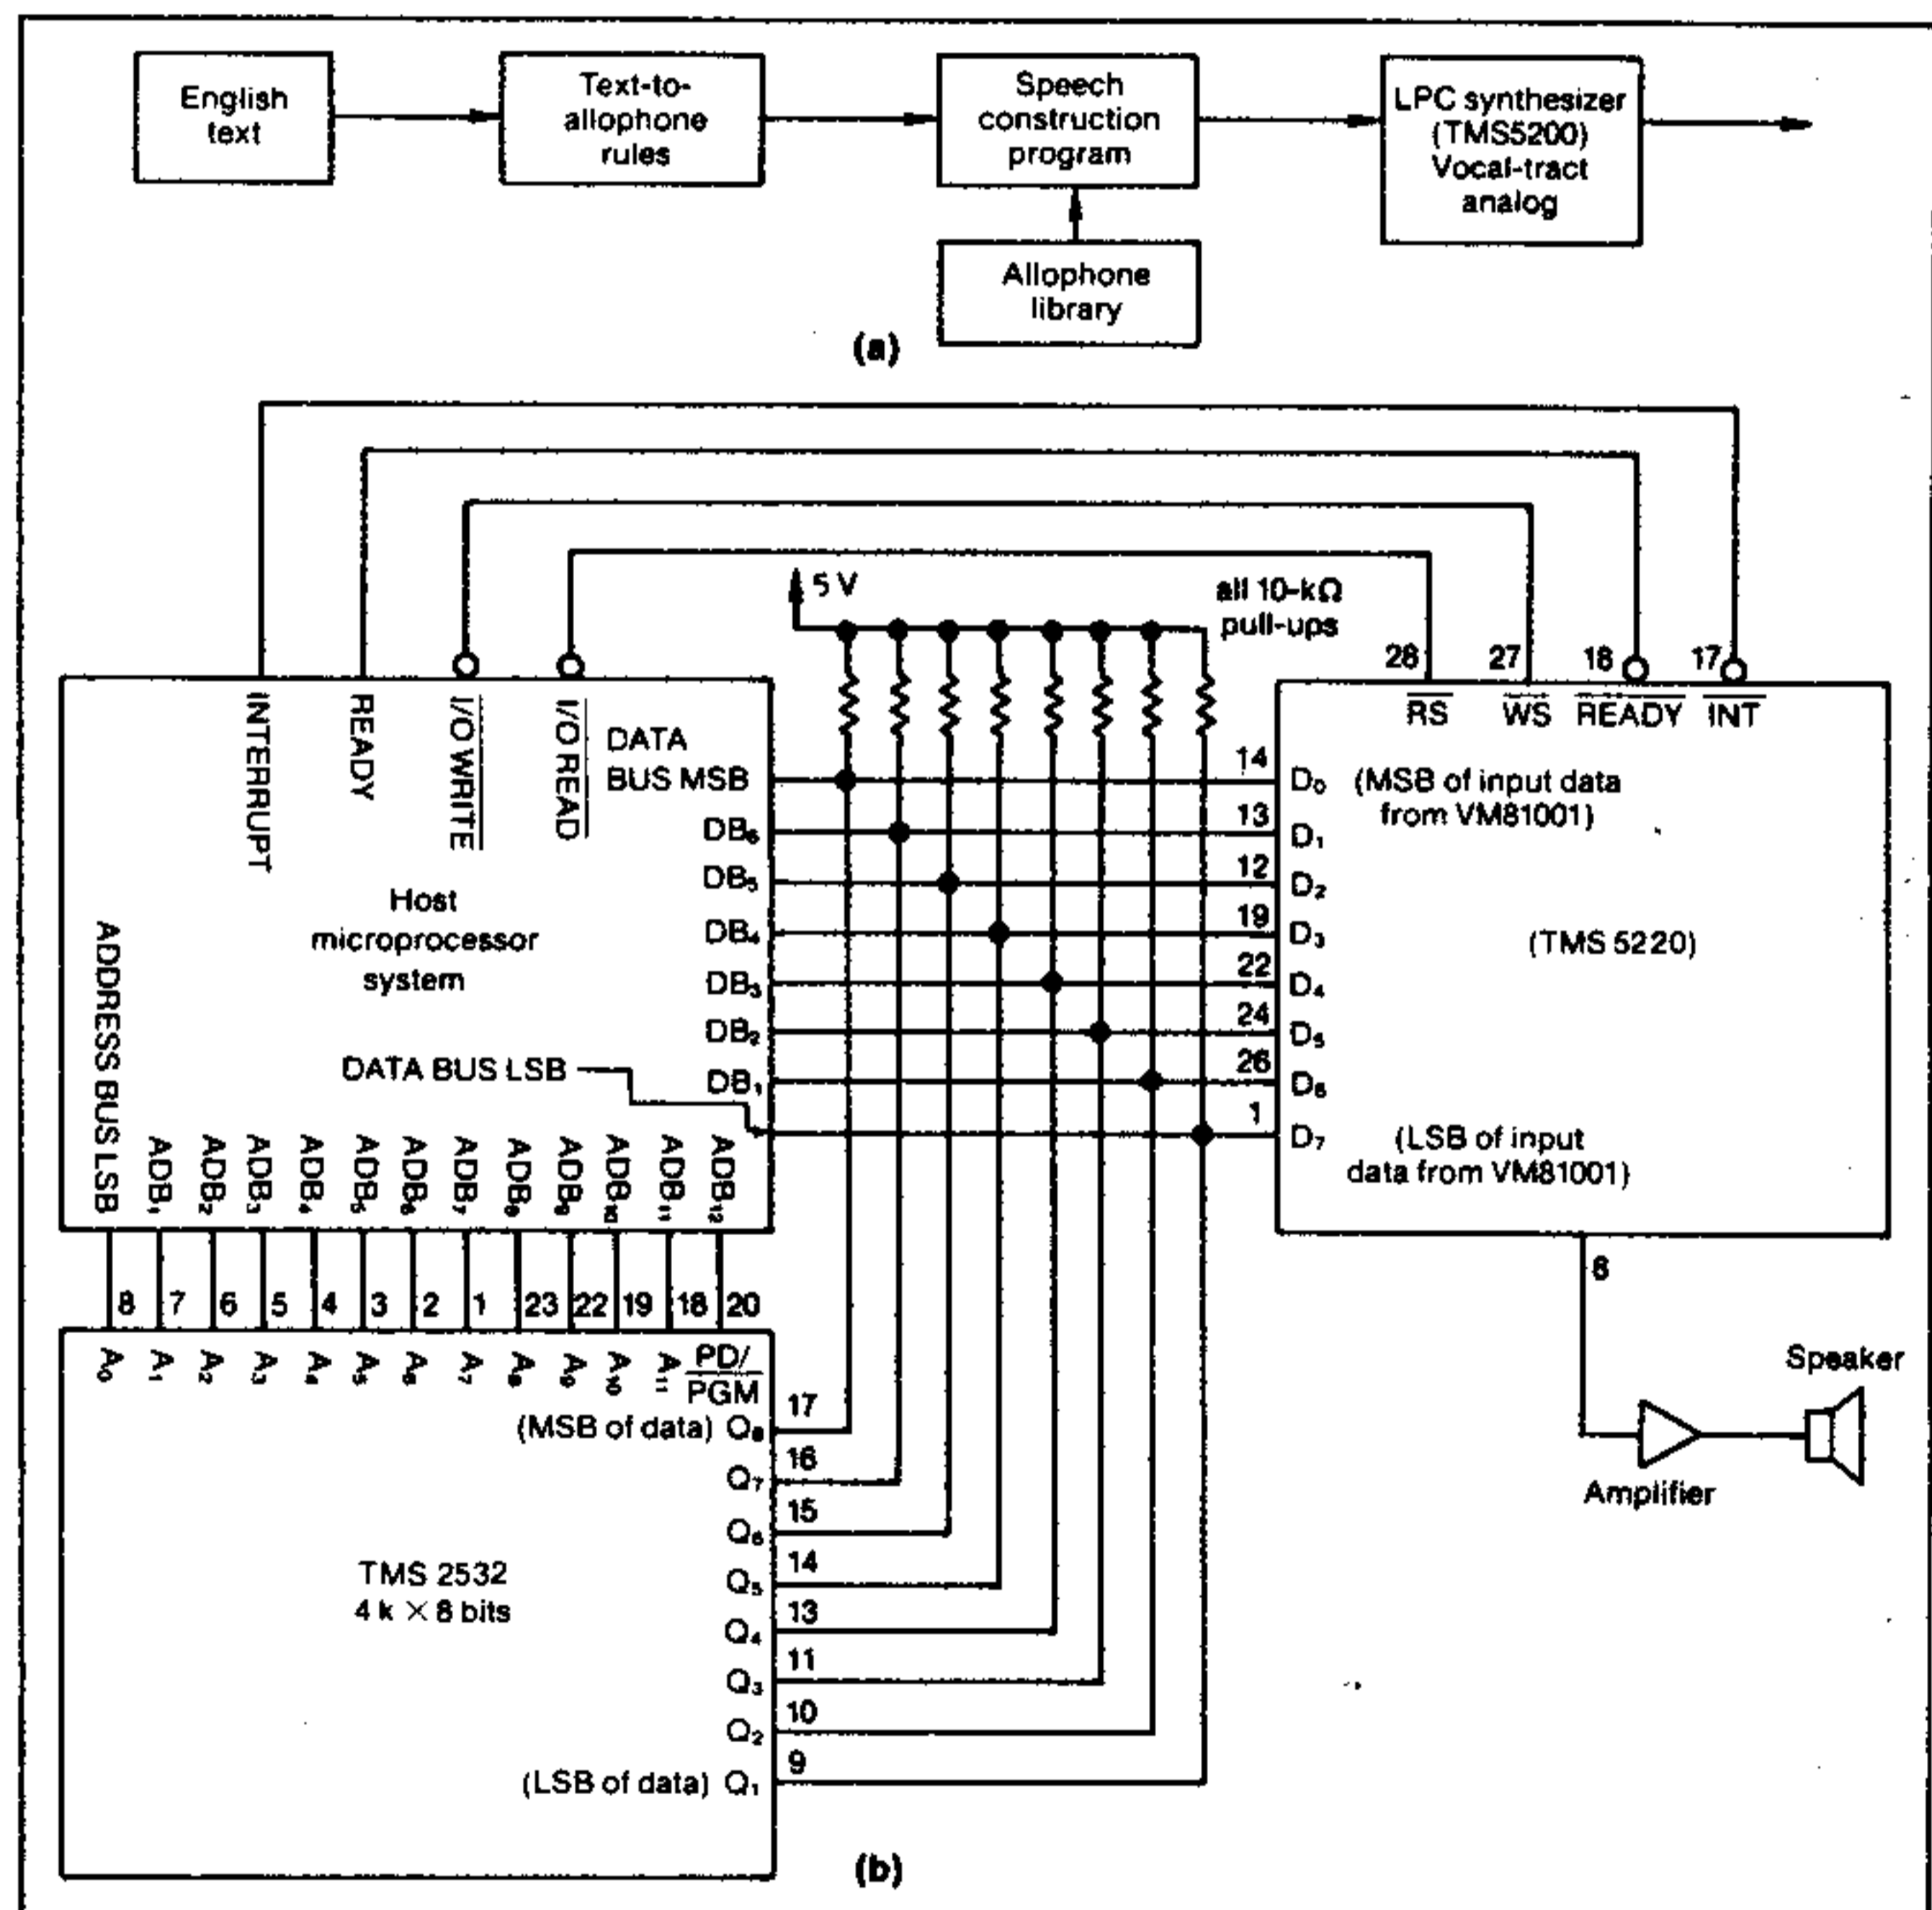 English
text
Text-to-
allophone
rules
Speech
construction
program
LPC synthesizer
(TMS5200)
Vocal-tract
analog
Allophone
library
(a)
5 V
all 10-kΩ
pull-ups
28 27 18 17
INTERRUPT
READY
I/O WRITE
I/O READ
RS WS READY INT
DATA
BUS MSB
14 D₀ (MSB of input data
from VM81001)
DB₆ 13 D₁
DB₅ 12 D₂
Host
microprocessor
system
DB₄ 19 D₃
(TMS 5220)
DB₃ 22 D₄
DB₂ 24 D₅
DB₁ 26 D₆
DATA BUS LSB
1 D₇ (LSB of input
data from VM81001)
ADDRESS BUS LSB
ADB₁
ADB₂
ADB₃
ADB₄
ADB₅
ADB₆
ADB₇
ADB₈
ADB₉
ADB₁₀
ADB₁₁
ADB₁₂
8 7 6 5 4 3 2 1 23 22 19 18 20
A₀ A₁ A₂ A₃ A₄ A₅ A₆ A₇ A₈ A₉ A₁₀ A₁₁ PD/
PGM
8
Speaker
Amplifier
(MSB of data) Q₈ 17
Q₇ 16
Q₆ 15
Q₅ 14
TMS 2532
4 k × 8 bits
Q₄ 13
Q₃ 11
Q₂ 10
(LSB of data) Q₁ 9
(b)